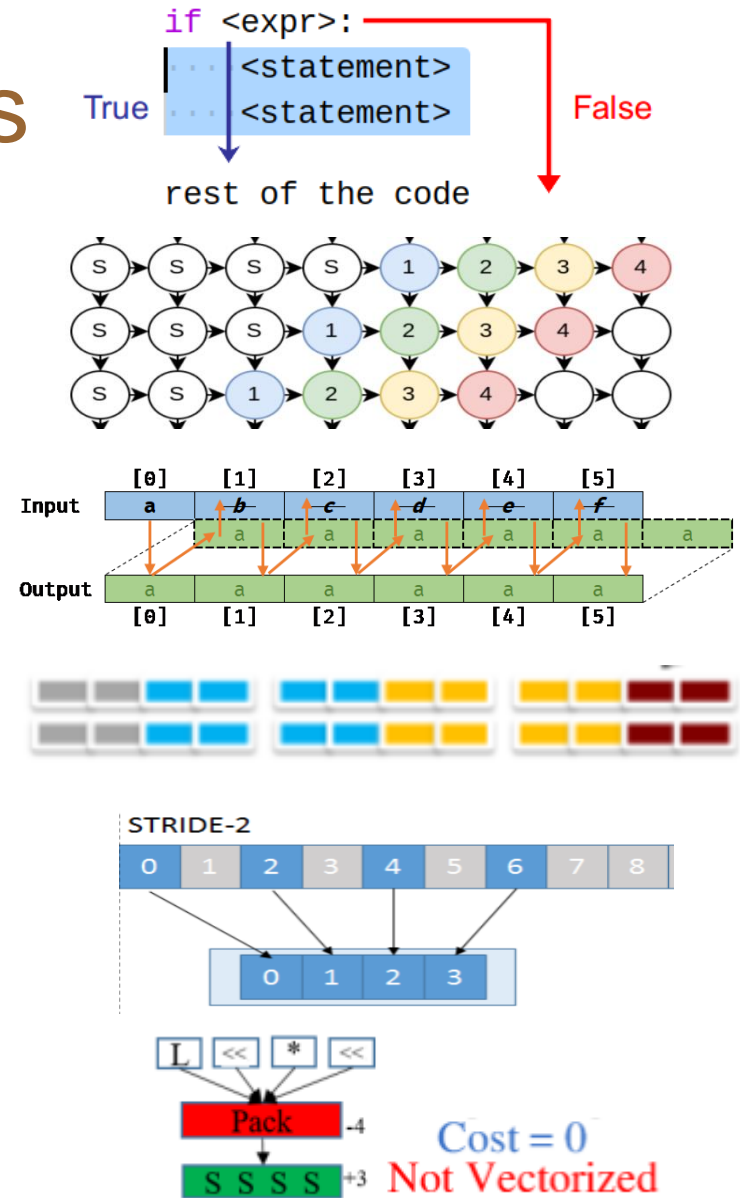 if <expr>:
<statement>
True
<statement>
False
s
rest of the code
S S S S 1 2 3 4
S S S 1 2 3 4
S S 1 2 3 4
[0] [1] [2] [3] [4] [5]
Input a b c d e f
a a a a a a
Output a a a a a a
[0] [1] [2] [3] [4] [5]
STRIDE-2
0 1 2 3 4 5 6 7 8
0 1 2 3
L << * <<
Pack -4
Cost = 0
S S S S +3 Not Vectorized